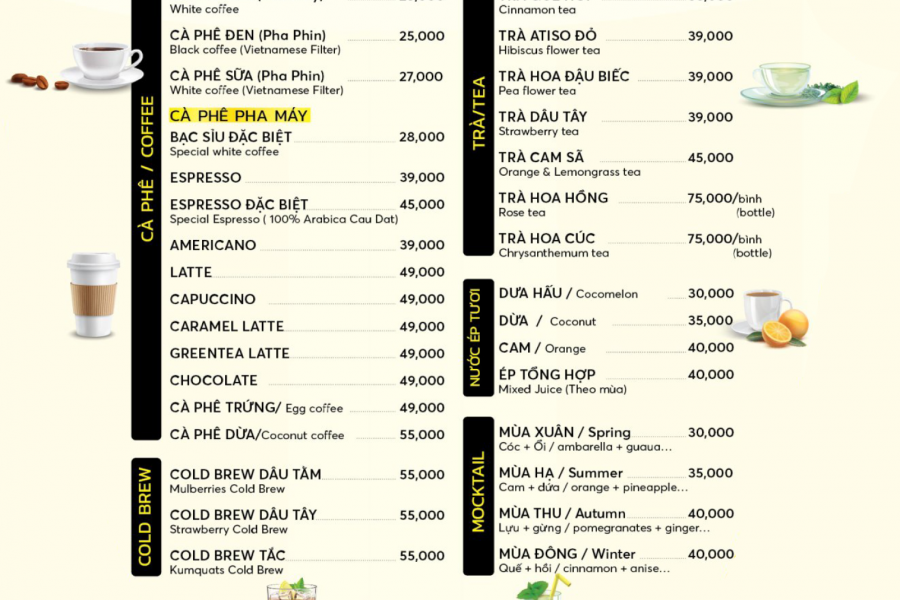 White coffee
CÀ PHÊ ĐEN (Pha Phin) 25,000
Black coffee (Vietnamese Filter)
CÀ PHÊ SỮA (Pha Phin) 27,000
White coffee (Vietnamese Filter)
CÀ PHÊ PHA MÁY
BẠC SÌU ĐẶC BIỆT 28,000
Special white coffee
ESPRESSO 39,000
ESPRESSO ĐẶC BIỆT 45,000
Special Espresso ( 100% Arabica Cau Dat)
AMERICANO 39,000
LATTE 49,000
CAPUCCINO 49,000
CARAMEL LATTE 49,000
GREENTEA LATTE 49,000
CHOCOLATE 49,000
CÀ PHÊ TRỨNG/ Egg coffee 49,000
CÀ PHÊ DỪA/Coconut coffee 55,000
CÀ PHÊ / COFFEE
COLD BREW
COLD BREW DÂU TẰM 55,000
Mulberries Cold Brew
COLD BREW DÂU TÂY 55,000
Strawberry Cold Brew
COLD BREW TẮC 55,000
Kumquats Cold Brew
TRÀ/TEA
Cinnamon tea
TRÀ ATISO ĐỎ 39,000
Hibiscus flower tea
TRÀ HOA ĐẬU BIẾC 39,000
Pea flower tea
TRÀ DÂU TÂY 39,000
Strawberry tea
TRÀ CAM SÃ 45,000
Orange & Lemongrass tea
TRÀ HOA HỒNG 75,000/bình
Rose tea (bottle)
TRÀ HOA CÚC 75,000/bình
Chrysanthemum tea (bottle)
NƯỚC ÉP TƯƠI
DƯA HẤU / Cocomelon 30,000
DỪA / Coconut 35,000
CAM / Orange 40,000
ÉP TỔNG HỢP 40,000
Mixed Juice (Theo mùa)
MOCKTAIL
MÙA XUÂN / Spring 30,000
Cóc + Ổi / ambarella + guaua...
MÙA HẠ / Summer 35,000
Cam + dứa / orange + pineapple...
MÙA THU / Autumn 40,000
Lựu + gừng / pomegranates + ginger...
MÙA ĐÔNG / Winter 40,000
Quế + hồi / cinnamon + anise...